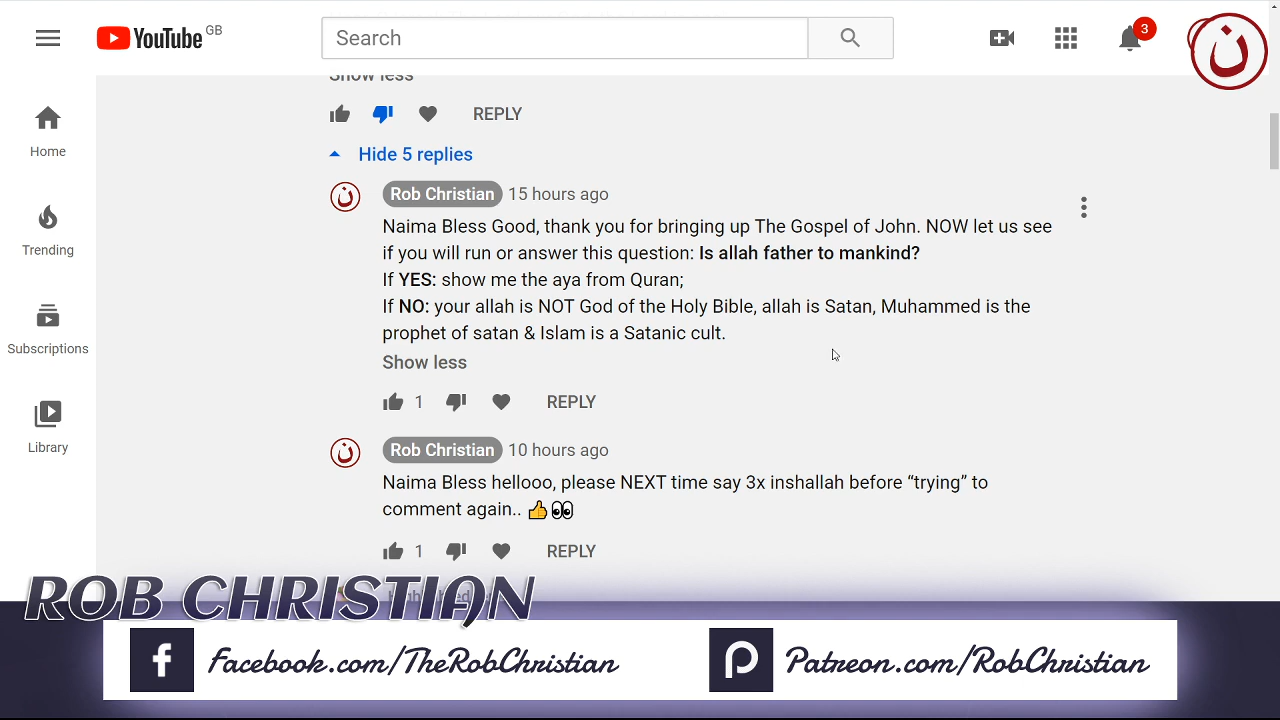 YouTube GB
Search
3
ن
Show less
REPLY
Hide 5 replies
Home
Trending
Subscriptions
Library
ن
Rob Christian 15 hours ago
Naima Bless Good, thank you for bringing up The Gospel of John. NOW let us see
if you will run or answer this question: Is allah father to mankind?
If YES: show me the aya from Quran;
If NO: your allah is NOT God of the Holy Bible, allah is Satan, Muhammed is the
prophet of satan & Islam is a Satanic cult.
Show less
1 REPLY
ن
Rob Christian 10 hours ago
Naima Bless hellooo, please NEXT time say 3x inshallah before “trying” to
comment again.. 👍👀
1 REPLY
ROB CHRISTIAN
Facebook.com/TheRobChristian
Patreon.com/RobChristian